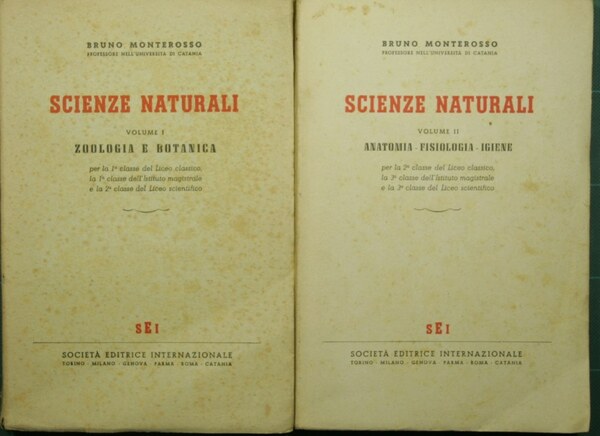 BRUNO MONTEROSSO
PROFESSORE NELL'UNIVERSITÀ DI CATANIA
SCIENZE NATURALI
VOLUME I
ZOOLOGIA E BOTANICA
per la 1ª classe del Liceo classico,
la 1ª classe dell'Istituto magistrale
e la 2ª classe del Liceo scientifico
SEI
SOCIETÀ EDITRICE INTERNAZIONALE
TORINO - MILANO - GENOVA - PARMA - ROMA - CATANIA
BRUNO MONTEROSSO
PROFESSORE NELL'UNIVERSITÀ DI CATANIA
SCIENZE NATURALI
VOLUME II
ANATOMIA - FISIOLOGIA - IGIENE
per la 2ª classe del Liceo classico,
la 3ª classe dell'Istituto magistrale
e la 3ª classe del Liceo scientifico
SEI
SOCIETÀ EDITRICE INTERNAZIONALE
TORINO - MILANO - GENOVA - PARMA - ROMA - CATANIA